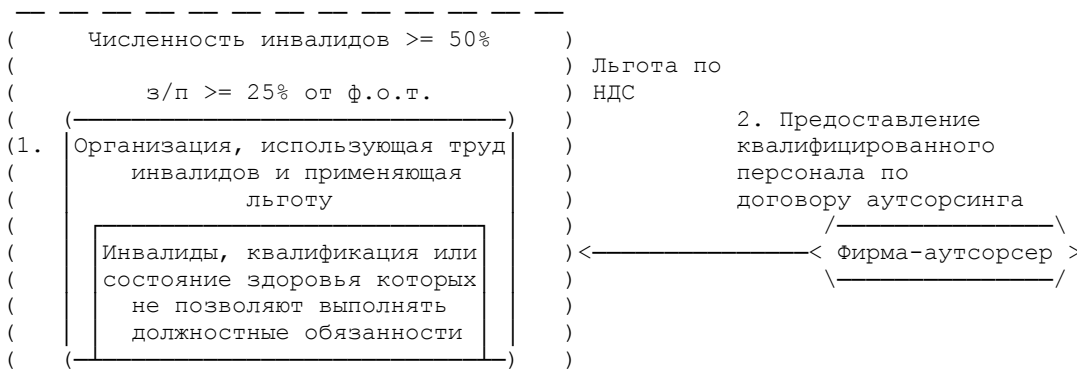 Численность инвалидов >= 50%
Льгота по
з/п >= 25% от ф.о.т.
НДС
2. Предоставление
1. Организация, использующая труд
квалифицированного
инвалидов и применяющая
персонала по
льготу
договору аутсорсинга
Инвалиды, квалификация или
Фирма-аутсорсер
состояние здоровья которых
не позволяют выполнять
должностные обязанности